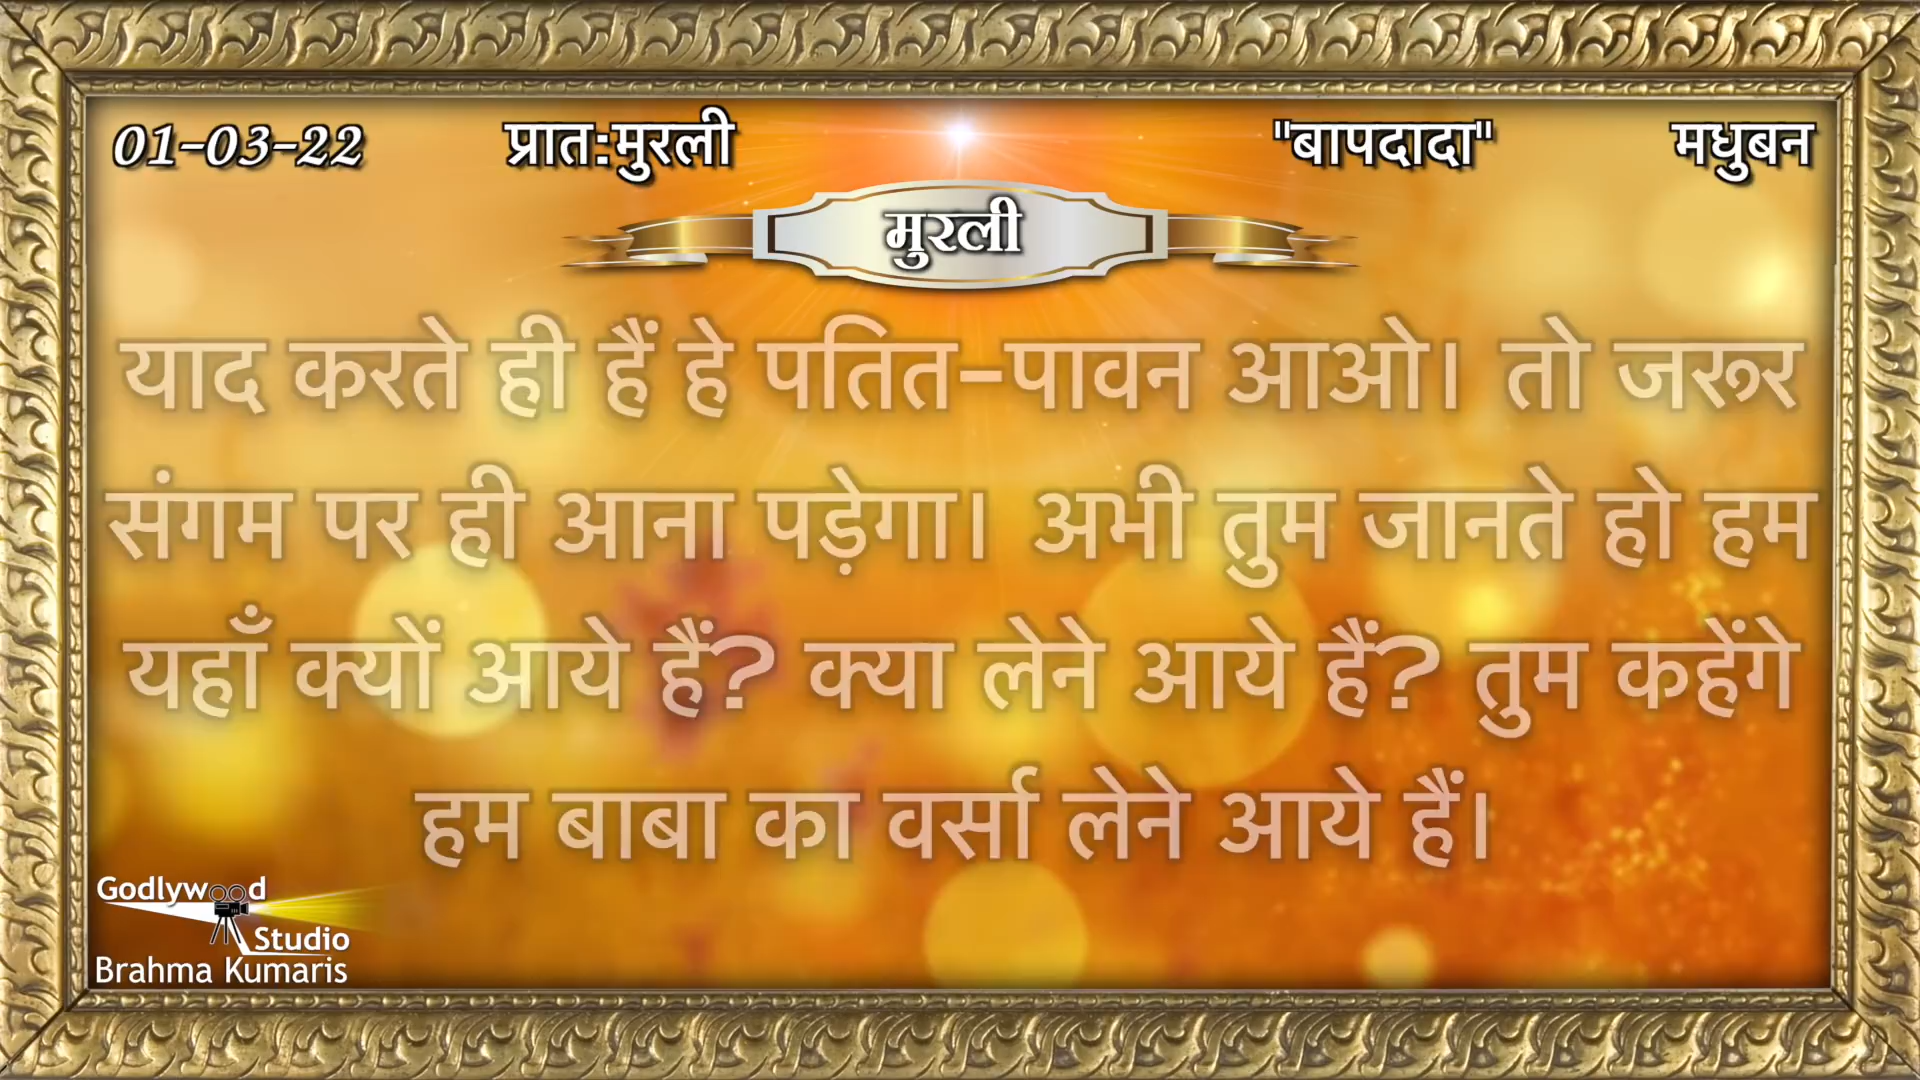 01-03-22 प्रात:मुरली "बापदादा" मधुबन
मुरली
याद करते ही हैं हे पतित-पावन आओ। तो जरूर
संगम पर ही आना पड़ेगा। अभी तुम जानते हो हम
यहाँ क्यों आये हैं? क्या लेने आये हैं? तुम कहेंगे
हम बाबा का वर्सा लेने आये हैं।
Godlywood
Studio
Brahma Kumaris